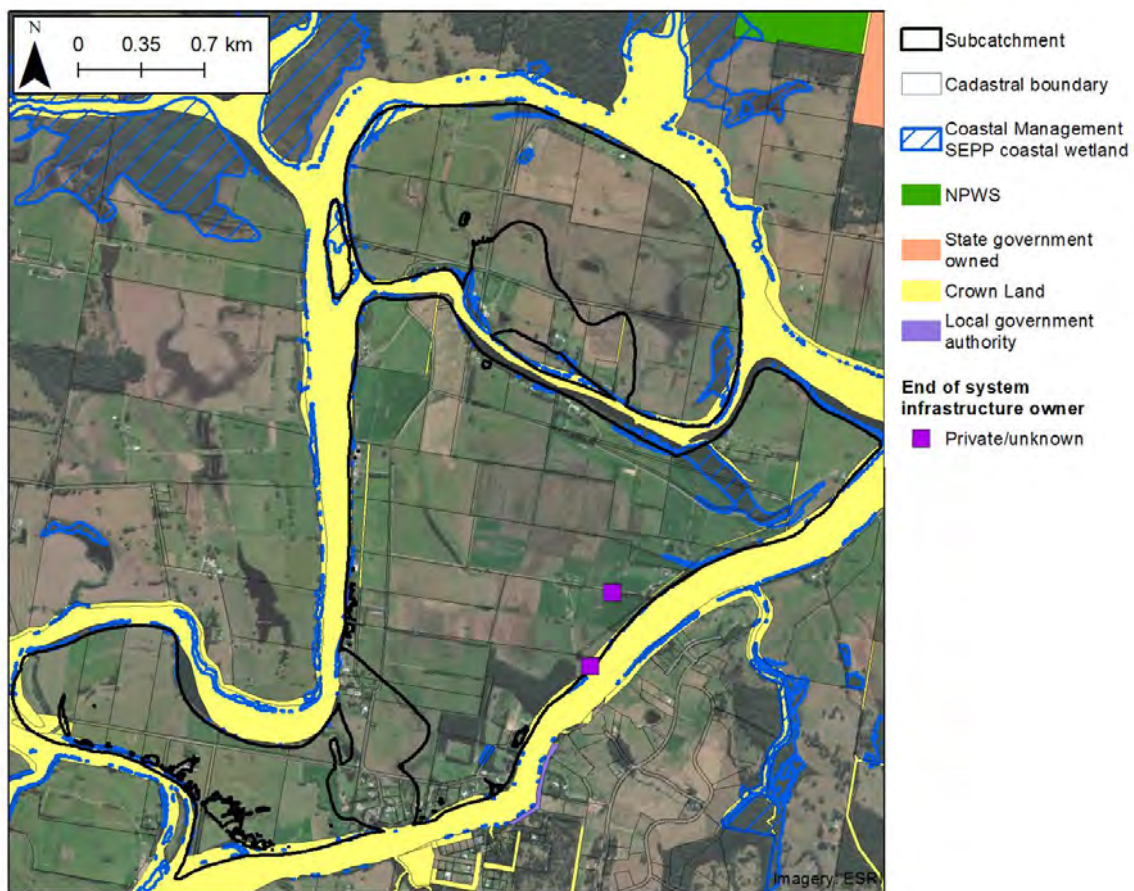 N
0 0.35 0.7 km
Subcatchment
Cadastral boundary
Coastal Management
SEPP coastal wetland
NPWS
State government
owned
Crown Land
Local government
authority
End of system
infrastructure owner
Private/unknown
Imagery: ESR